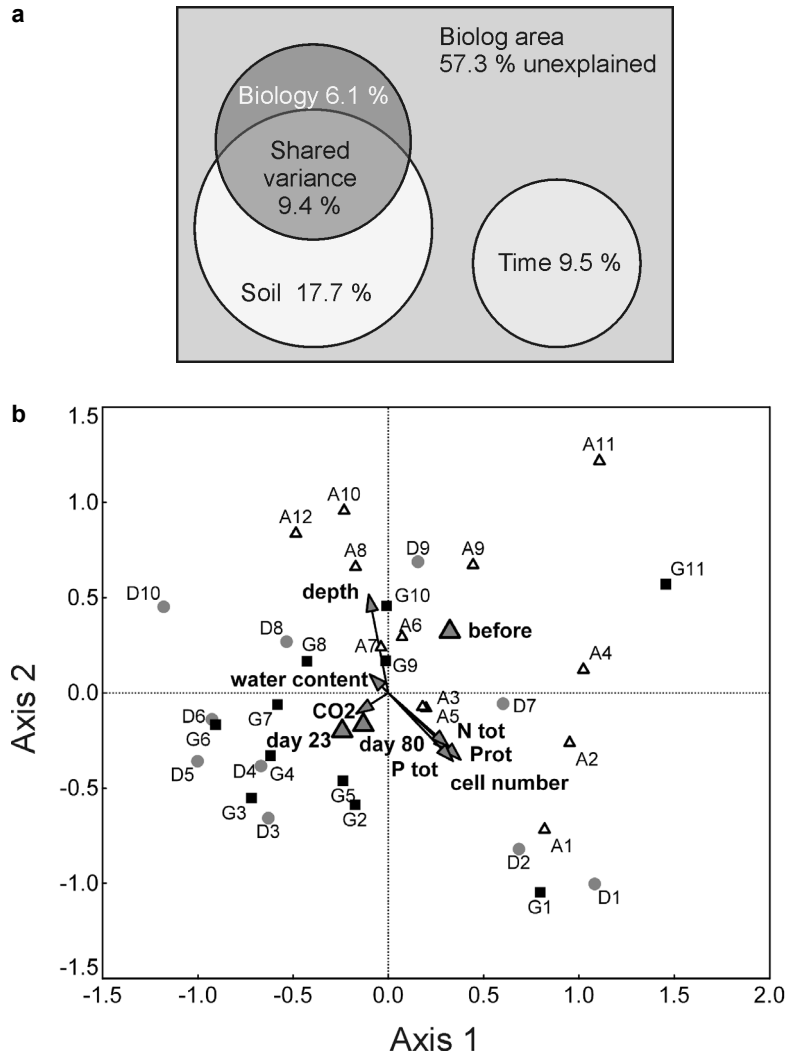 a
Biolog area
57.3 % unexplained
Biology 6.1 %
Shared
variance
9.4 %
Time 9.5 %
Soil 17.7 %
b
1.5
A11
1.0
A10
A12
A8
D9
A9
G11
D10
0.5
depth
G10
before
D8
A6
G8
A7
G9
A4
water content
0.0
D6
G7
CO2
A3
D7
G6
A5
N tot
day 23
day 80
Prot
A2
D5
D4
G4
P tot
cell number
-0.5
G3
G5
D3
G2
A1
D2
-1.0
G1
D1
-1.5
-1.5
-1.0
-0.5
0.0
0.5
1.0
1.5
2.0
Axis 2
Axis 1